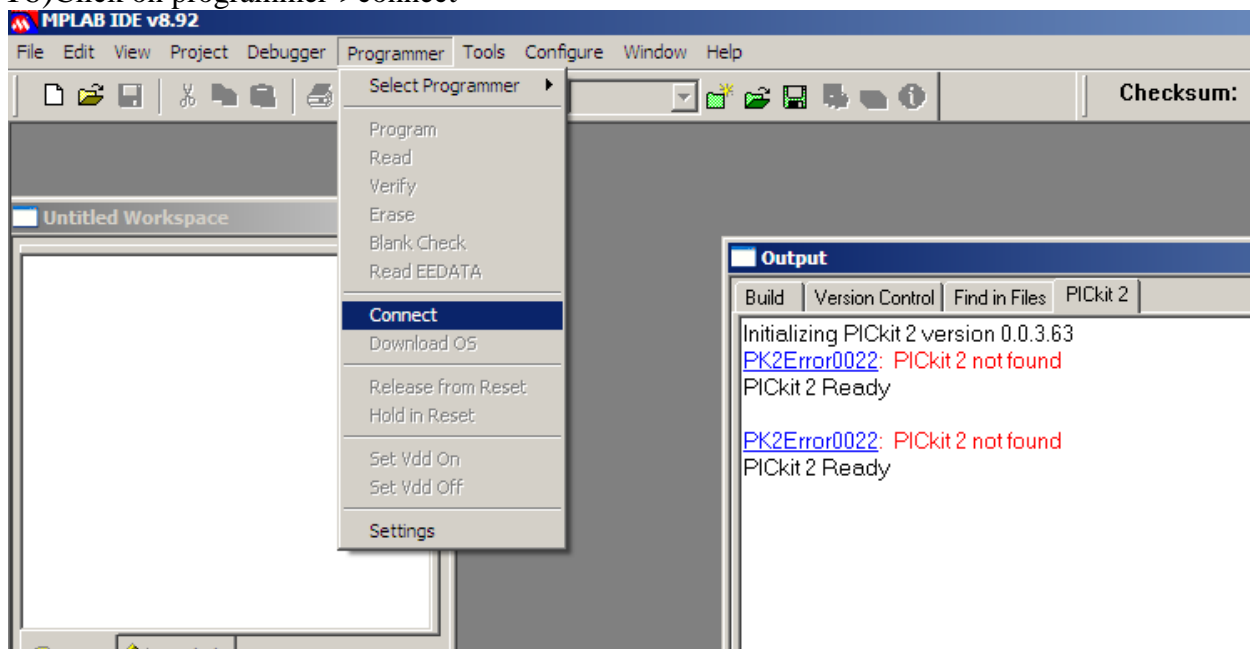 Click on programmer › connect
MPLAB IDE v8.92
File Edit View Project Debugger Programmer Tools Configure Window Help
Checksum:
Select Programmer
Program
Read
Verify
Erase
Blank Check
Read EEDATA
Connect
Download OS
Release from Reset
Hold in Reset
Set Vdd On
Set Vdd Off
Settings
Untitled Workspace
Output
Build Version Control Find in Files PICkit 2
Initializing PICkit 2 version 0.0.3.63
PK2Error0022: PICkit 2 not found
PICkit 2 Ready
PK2Error0022: PICkit 2 not found
PICkit 2 Ready